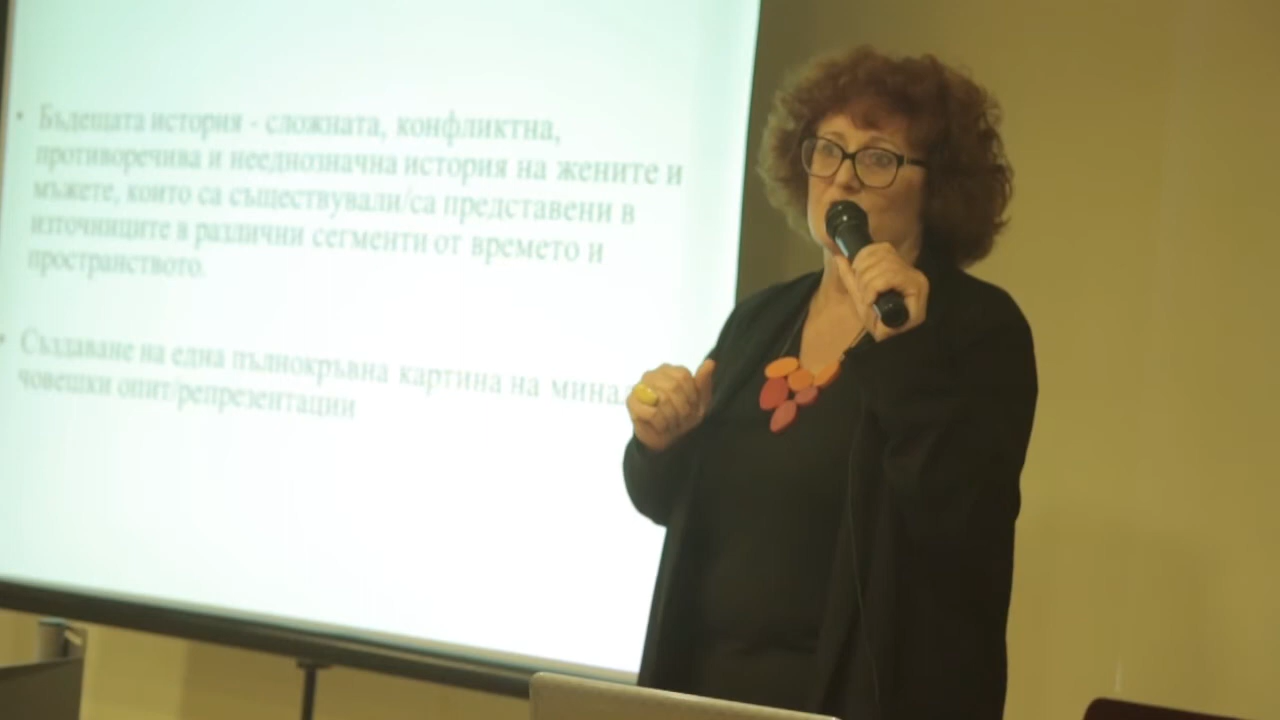 • Бъдещата история - сложната, конфликтна,
противоречива и нееднозначна история на жените и
мъжете, които са съществували/са представени в
източниците в различни сегменти от времето и
пространството.
• Създаване на една пълнокръвна картина на
човешки опит/репрезентации